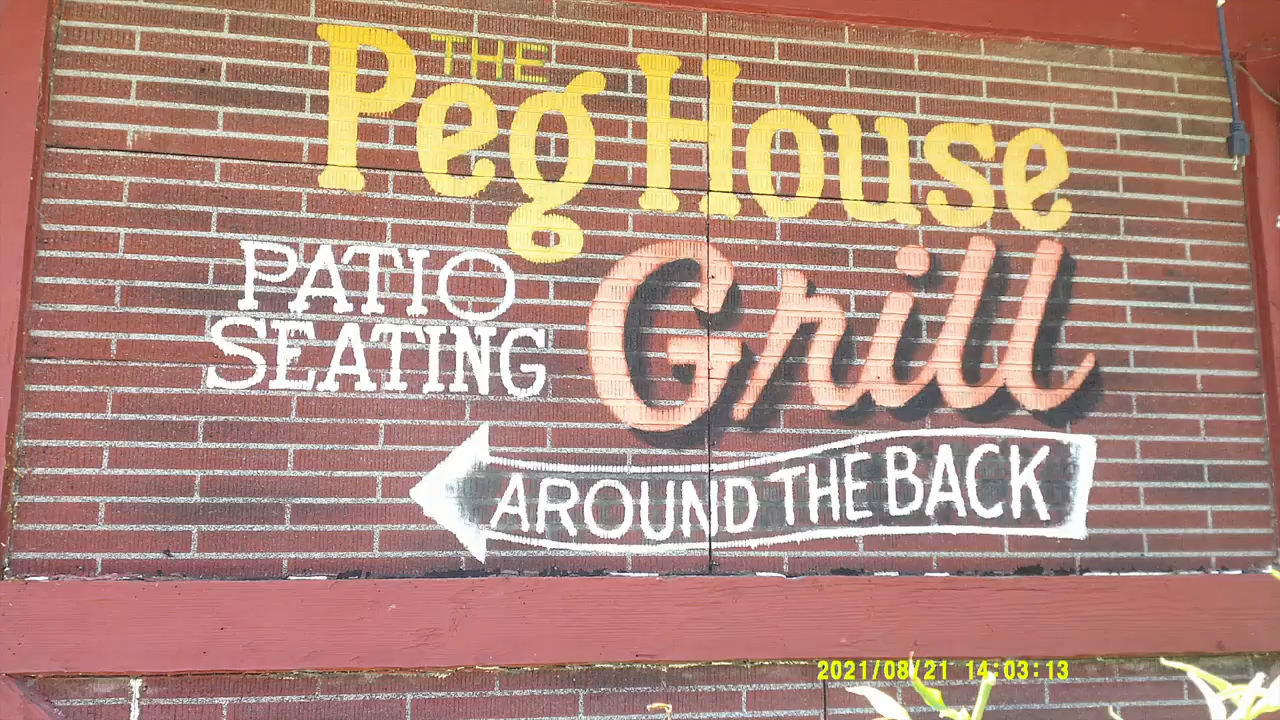 THE
Peg House
Grill
PATIO
SEATING
AROUND THE BACK
2021/08/21 14:03:13